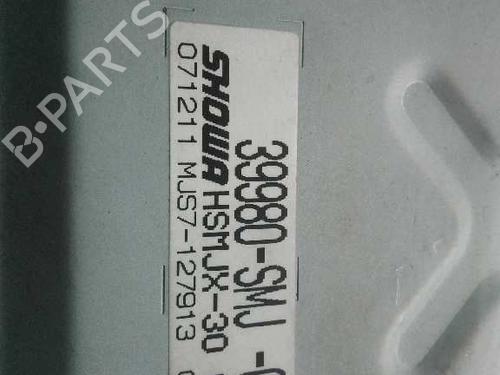 39980-SMJ
SHOWA HSMJX-30
071211 MJS7-127913
B-PARTS